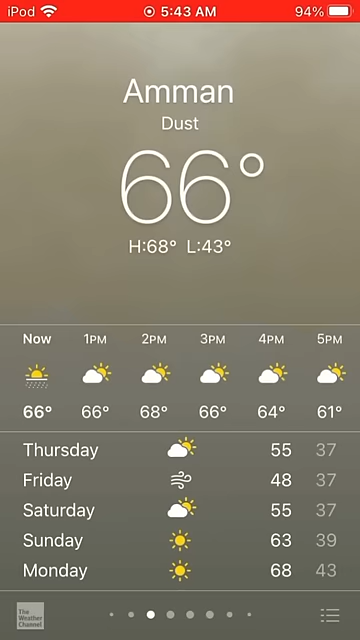 iPod 5:43 AM 94%
Amman
Dust
66°
H:68° L:43°
Now 1PM 2PM 3PM 4PM 5PM
66° 66° 68° 66° 64° 61°
Thursday 55 37
Friday 48 37
Saturday 55 37
Sunday 63 39
Monday 68 43
The
Weather
Channel